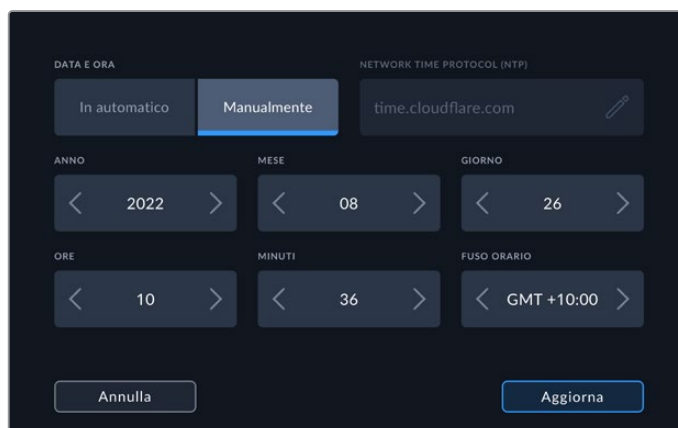 DATA E ORA
NETWORK TIME PROTOCOL (NTP)
In automatico
Manualmente
time.cloudflare.com
ANNO
MESE
GIORNO
2022
08
26
ORE
MINUTI
FUSO ORARIO
10
36
GMT +10:00
Annulla
Aggiorna